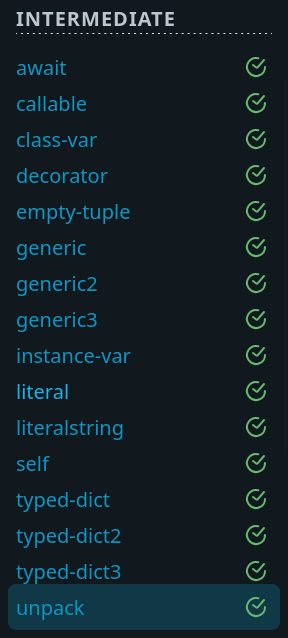 INTERMEDIATE
await
callable
class-var
decorator
empty-tuple
generic
generic2
generic3
instance-var
literal
literalstring
self
typed-dict
typed-dict2
typed-dict3
unpack